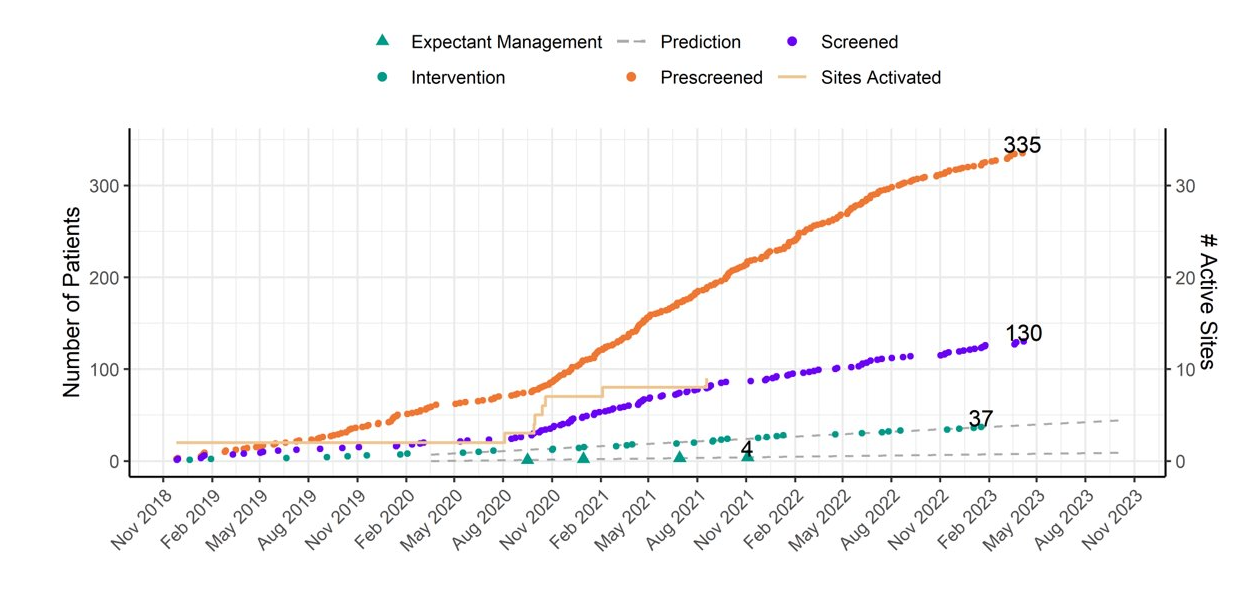 Expectant Management Prediction Screened
Intervention Prescreened Sites Activated
Number of Patients
300
200
100
0
335
130
37
4
30
20
10
0
# Active Sites
Nov 2018 Feb 2019 May 2019 Aug 2019 Nov 2019 Feb 2020 May 2020 Aug 2020 Nov 2020 Feb 2021 May 2021 Aug 2021 Nov 2021 Feb 2022 May 2022 Aug 2022 Nov 2022 Feb 2023 May 2023 Aug 2023 Nov 2023